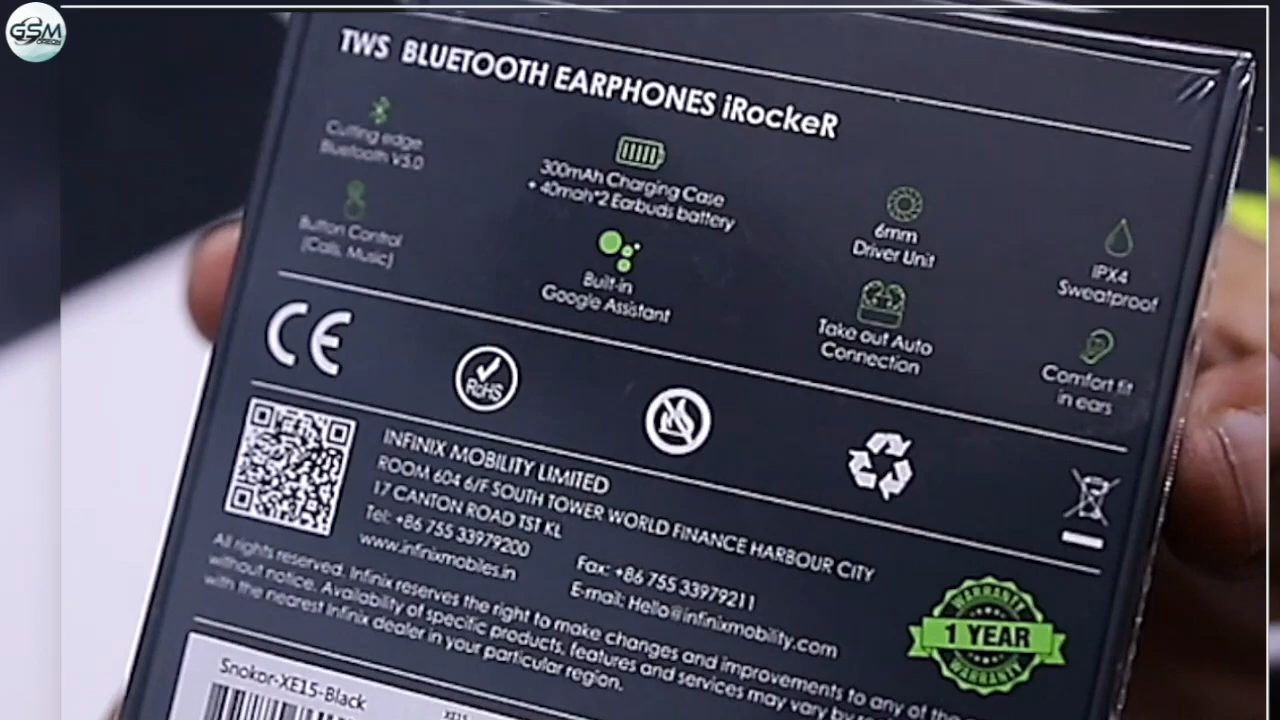 GSM
TWS BLUETOOTH EARPHONES iRockeR
Cutting edge
Bluetooth V5.0
300mAh Charging Case
+ 40mah*2 Earbuds battery
6mm
Driver Unit
IPX4
Sweatproof
Button Control
(Calls, Music)
Built-in
Google Assistant
Take out Auto
Connection
Comfort fit
in ears
CE
RoHS
INFINIX MOBILITY LIMITED
ROOM 604 6/F SOUTH TOWER WORLD FINANCE HARBOUR CITY
17 CANTON ROAD TST KL
Tel: +86 755 33979200
Fax: +86 755 33979211
www.infinixmobiles.in
E-mail: Hello@infinixmobility.com
WARRANTY
1 YEAR
WARRANTY
All rights reserved. Infinix reserves the right to make changes and improvements to any of the
without notice. Availability of specific products, features and services may vary by
with the nearest Infinix dealer in your particular region.
Snokor-XE15-Black
XE15